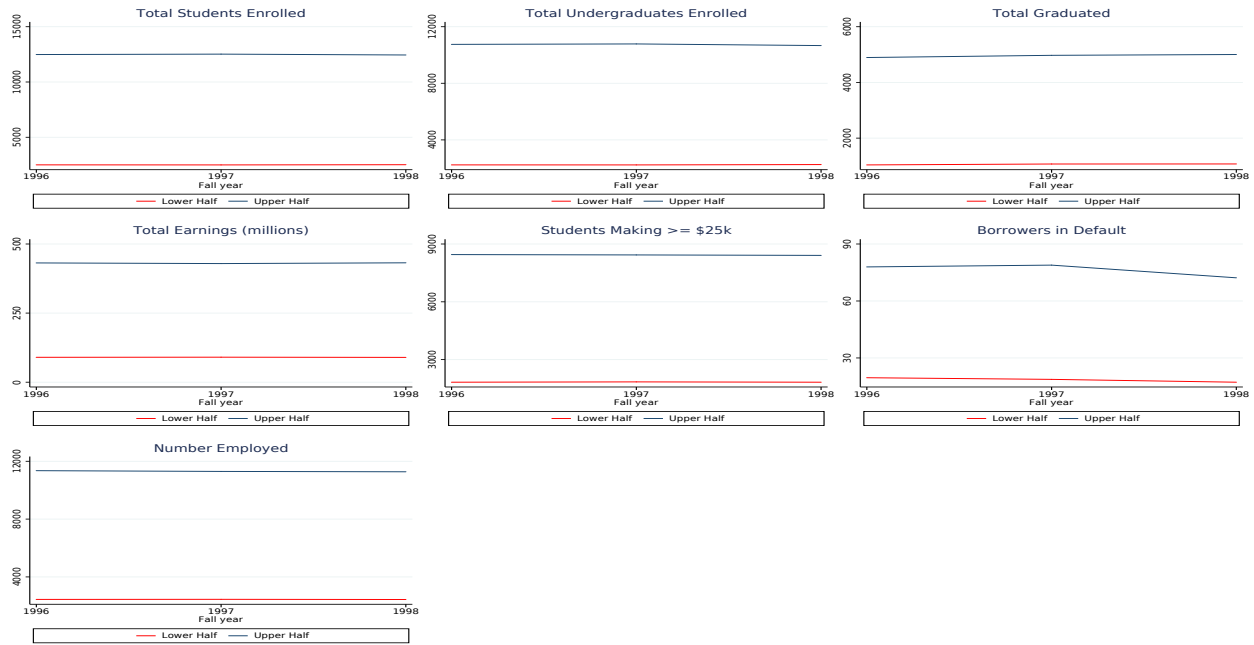 Total Students Enrolled
15000
10000
5000
1996 1997 1998
Fall year
Lower Half Upper Half
Total Undergraduates Enrolled
12000
8000
4000
1996 1997 1998
Fall year
Lower Half Upper Half
Total Graduated
6000
4000
2000
1996 1997 1998
Fall year
Lower Half Upper Half
Total Earnings (millions)
500
250
0
1996 1997 1998
Fall year
Lower Half Upper Half
Students Making >= $25k
9000
6000
3000
1996 1997 1998
Fall year
Lower Half Upper Half
Borrowers in Default
90
60
30
1996 1997 1998
Fall year
Lower Half Upper Half
Number Employed
12000
8000
4000
1996 1997 1998
Fall year
Lower Half Upper Half